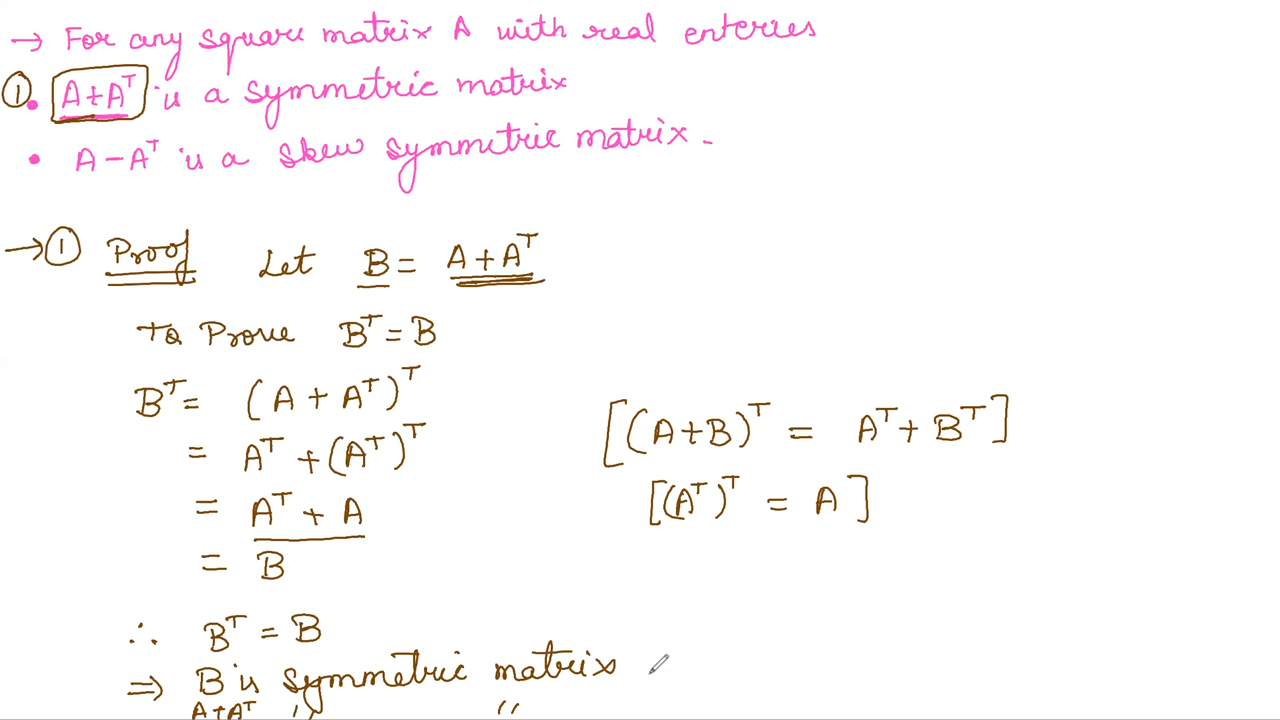 → For any square matrix A with real enteries
① • A+Aᵀ is a symmetric matrix
• A-Aᵀ is a skew symmetric matrix.
→ ① Proof Let B = A+Aᵀ
To Prove Bᵀ = B
Bᵀ = (A + Aᵀ)ᵀ
= Aᵀ + (Aᵀ)ᵀ
= Aᵀ + A
= B
[(A+B)ᵀ = Aᵀ + Bᵀ]
[(Aᵀ)ᵀ = A]
∴ Bᵀ = B
⇒ B is symmetric matrix
A+Aᵀ " "